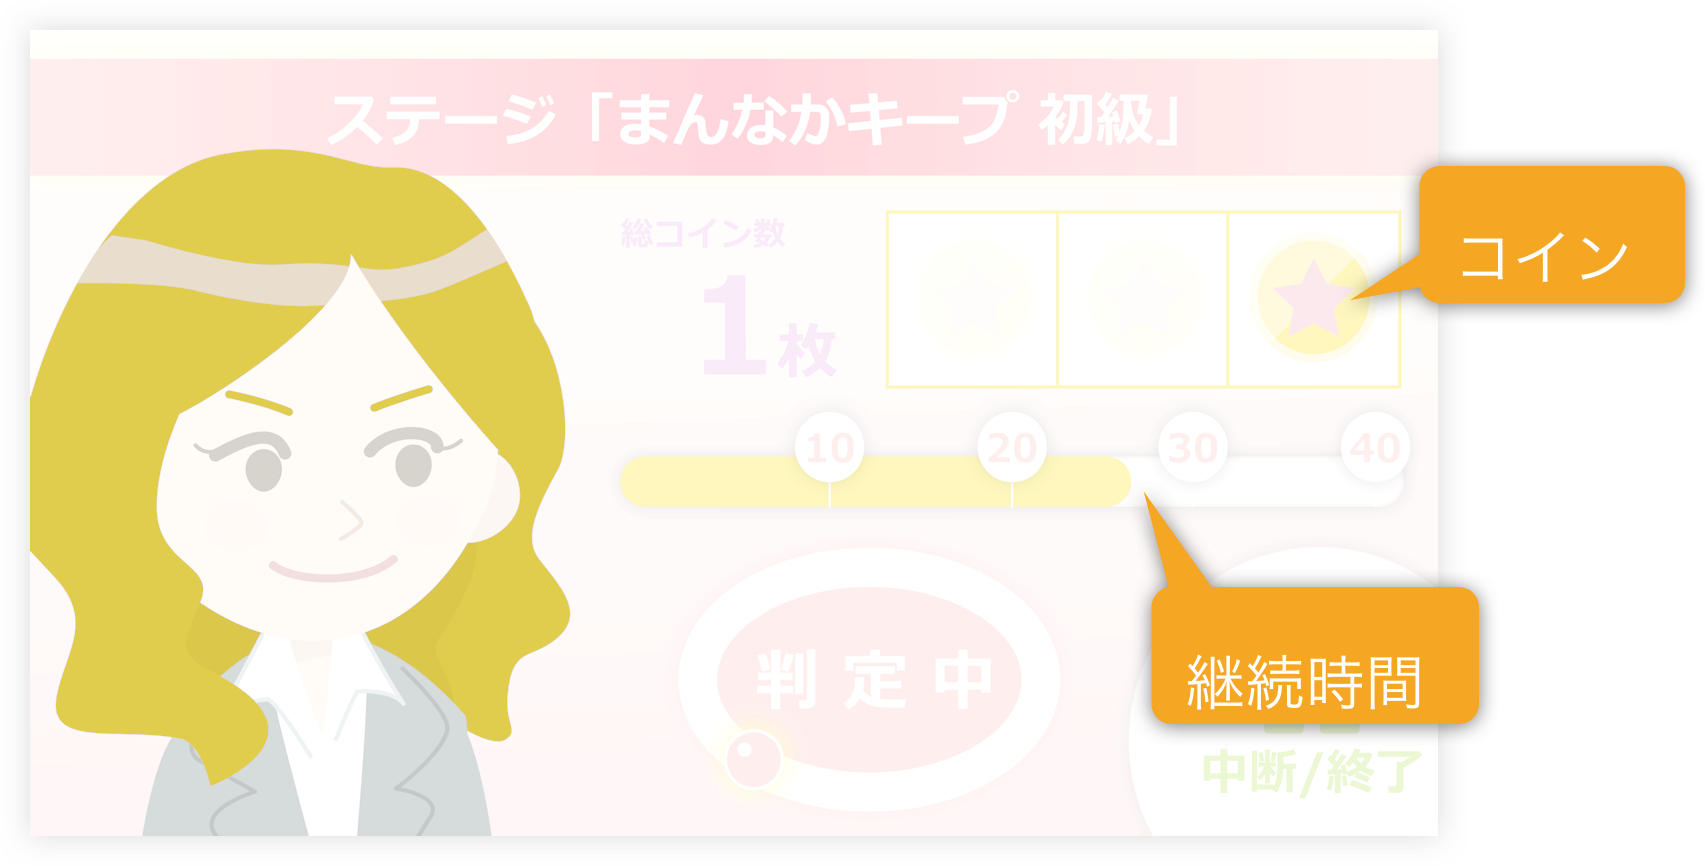 ステージ「まんなかキープ 初級」
総コイン数
1枚
コイン
10 20 30 40
継続時間
判定中
中断/終了